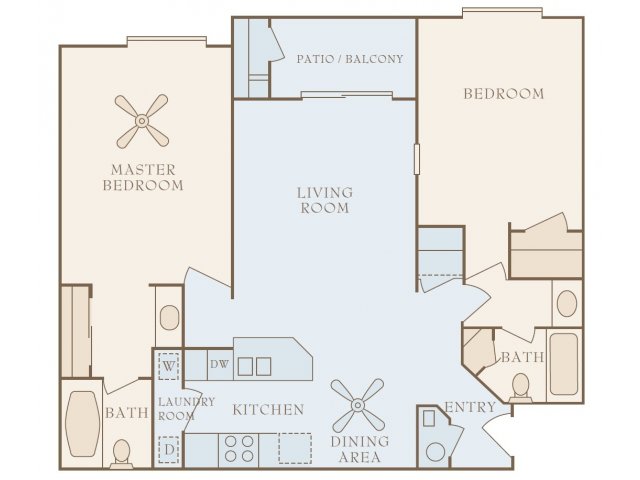 PATIO / BALCONY
BEDROOM
MASTER
BEDROOM
LIVING
ROOM
W
DW
BATH
LAUNDRY
ROOM
KITCHEN
BATH
ENTRY
D
DINING
AREA